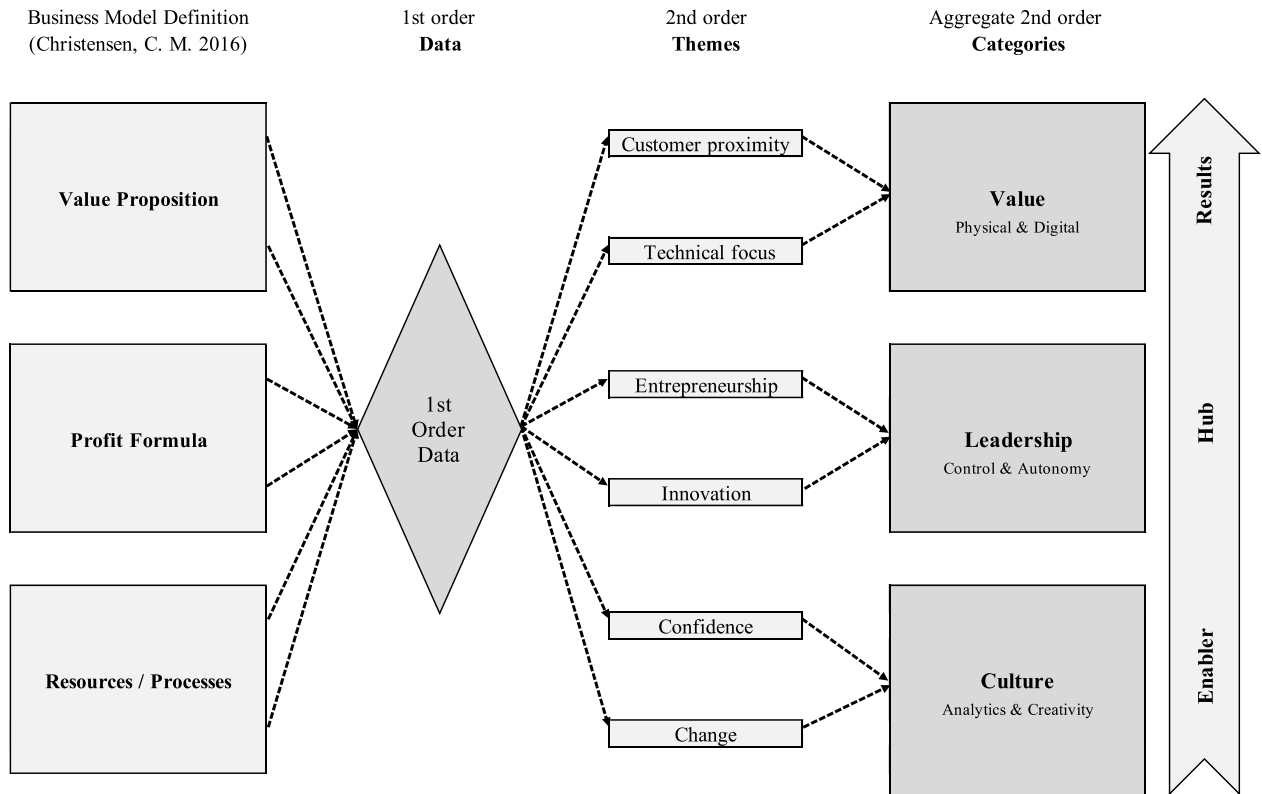 Business Model Definition
(Christensen, C. M. 2016)
1st order
Data
2nd order
Themes
Aggregate 2nd order
Categories
Value Proposition
Profit Formula
Resources / Processes
1st
Order
Data
Customer proximity
Technical focus
Entrepreneurship
Innovation
Confidence
Change
Value
Physical & Digital
Leadership
Control & Autonomy
Culture
Analytics & Creativity
Results
Hub
Enabler